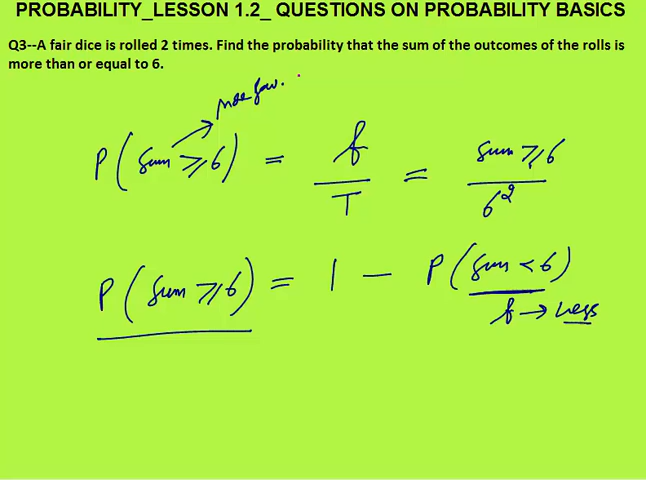 PROBABILITY_LESSON 1.2_ QUESTIONS ON PROBABILITY BASICS
Q3--A fair dice is rolled 2 times. Find the probability that the sum of the outcomes of the rolls is
more than or equal to 6.
more fav.
P(sum ≥ 6) = f/T = sum ≥ 6/6²
P(sum ≥ 6) = 1 - P(sum < 6)
f → Less